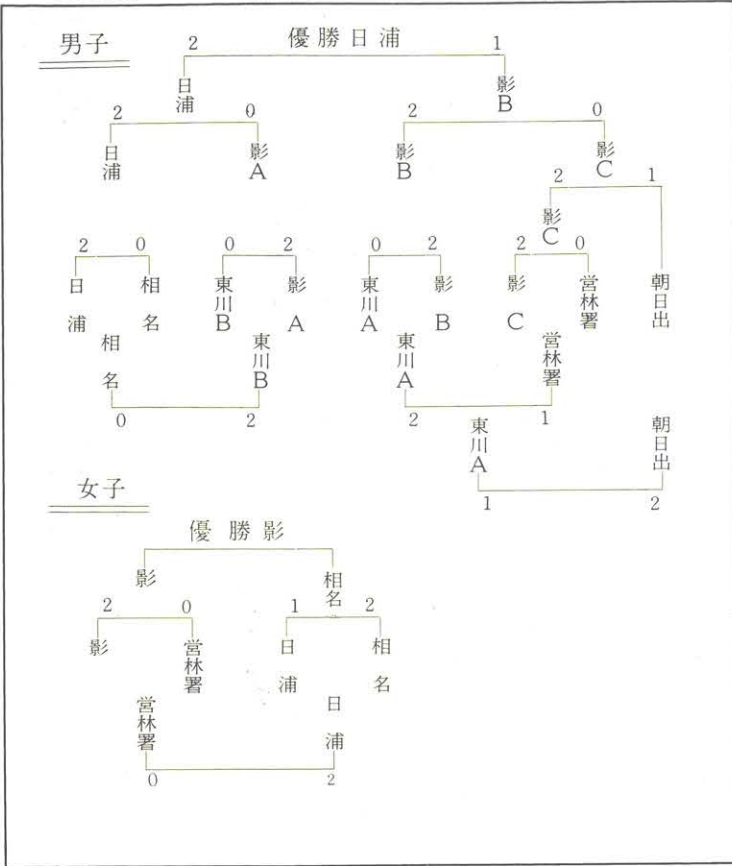 男子
2 優勝日浦 1
日浦 影B
2 0 2 0
日浦 影A 影B 影C
2 1
影C
2 0 0 2 0 2 2 0
日浦 相名 東川B 影A 東川A 影B 影C 営林署 朝日出
相名 東川B 東川A 営林署
0 2 2 1
東川A 朝日出
1 2
女子
優勝影
影 相名
2 0 1 2
影 営林署 日浦 相名
営林署 日浦
0 2